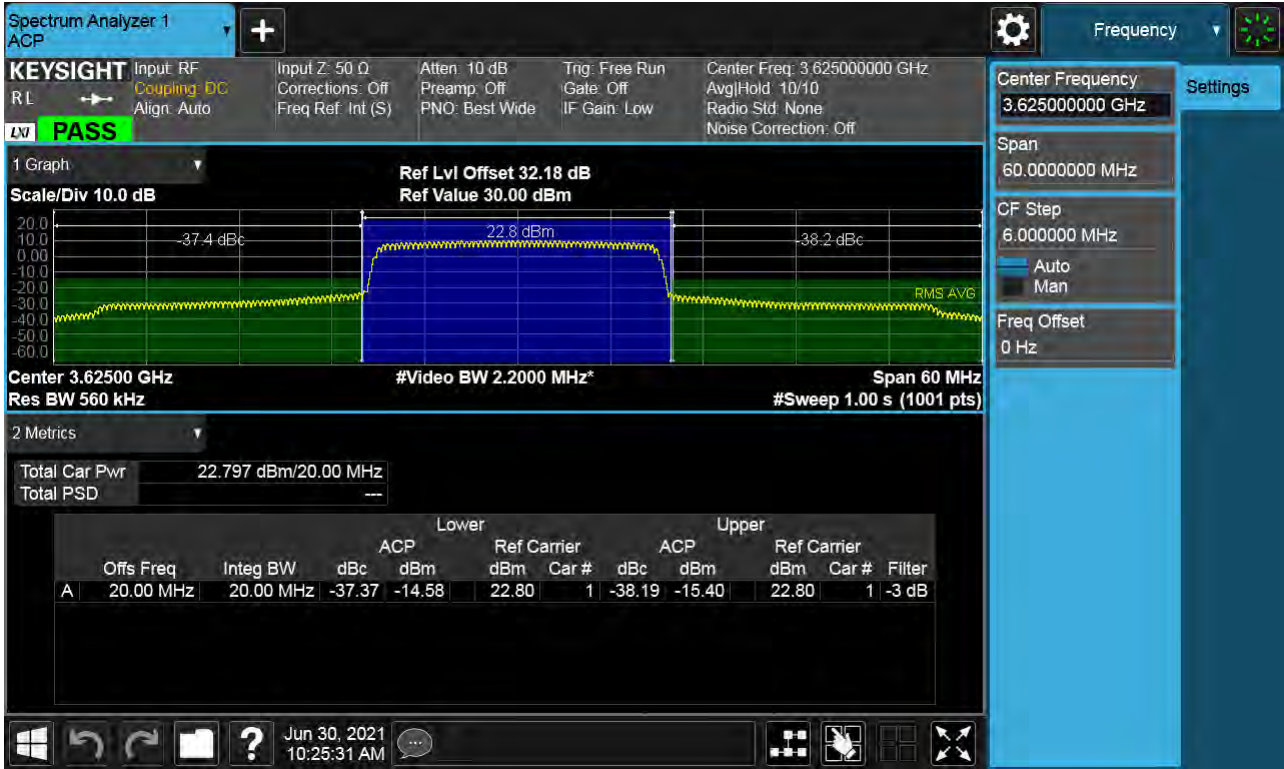 Spectrum Analyzer 1
ACP
+
Frequency
KEYSIGHT
RL
LXI
PASS
Input: RF
Coupling: DC
Align: Auto
Input Z: 50 Ω
Corrections: Off
Freq Ref: Int (S)
Atten: 10 dB
Preamp: Off
PNO: Best Wide
Trig: Free Run
Gate: Off
IF Gain: Low
Center Freq: 3.625000000 GHz
Avg|Hold: 10/10
Radio Std: None
Noise Correction: Off
1 Graph
Scale/Div 10.0 dB
Ref Lvl Offset 32.18 dB
Ref Value 30.00 dBm
20.0
10.0
0.00
-10.0
-20.0
-30.0
-40.0
-50.0
-60.0
-37.4 dBc
22.8 dBm
-38.2 dBc
RMS AVG
Center 3.62500 GHz
#Video BW 2.2000 MHz*
Span 60 MHz
Res BW 560 kHz
#Sweep 1.00 s (1001 pts)
2 Metrics
Total Car Pwr 22.797 dBm/20.00 MHz
Total PSD ---
Lower Upper
ACP Ref Carrier ACP Ref Carrier
Offs Freq Integ BW dBc dBm dBm Car # dBc dBm dBm Car # Filter
A 20.00 MHz 20.00 MHz -37.37 -14.58 22.80 1 -38.19 -15.40 22.80 1 -3 dB
?
Jun 30, 2021
10:25:31 AM
Settings
Center Frequency
3.625000000 GHz
Span
60.0000000 MHz
CF Step
6.000000 MHz
Auto
Man
Freq Offset
0 Hz